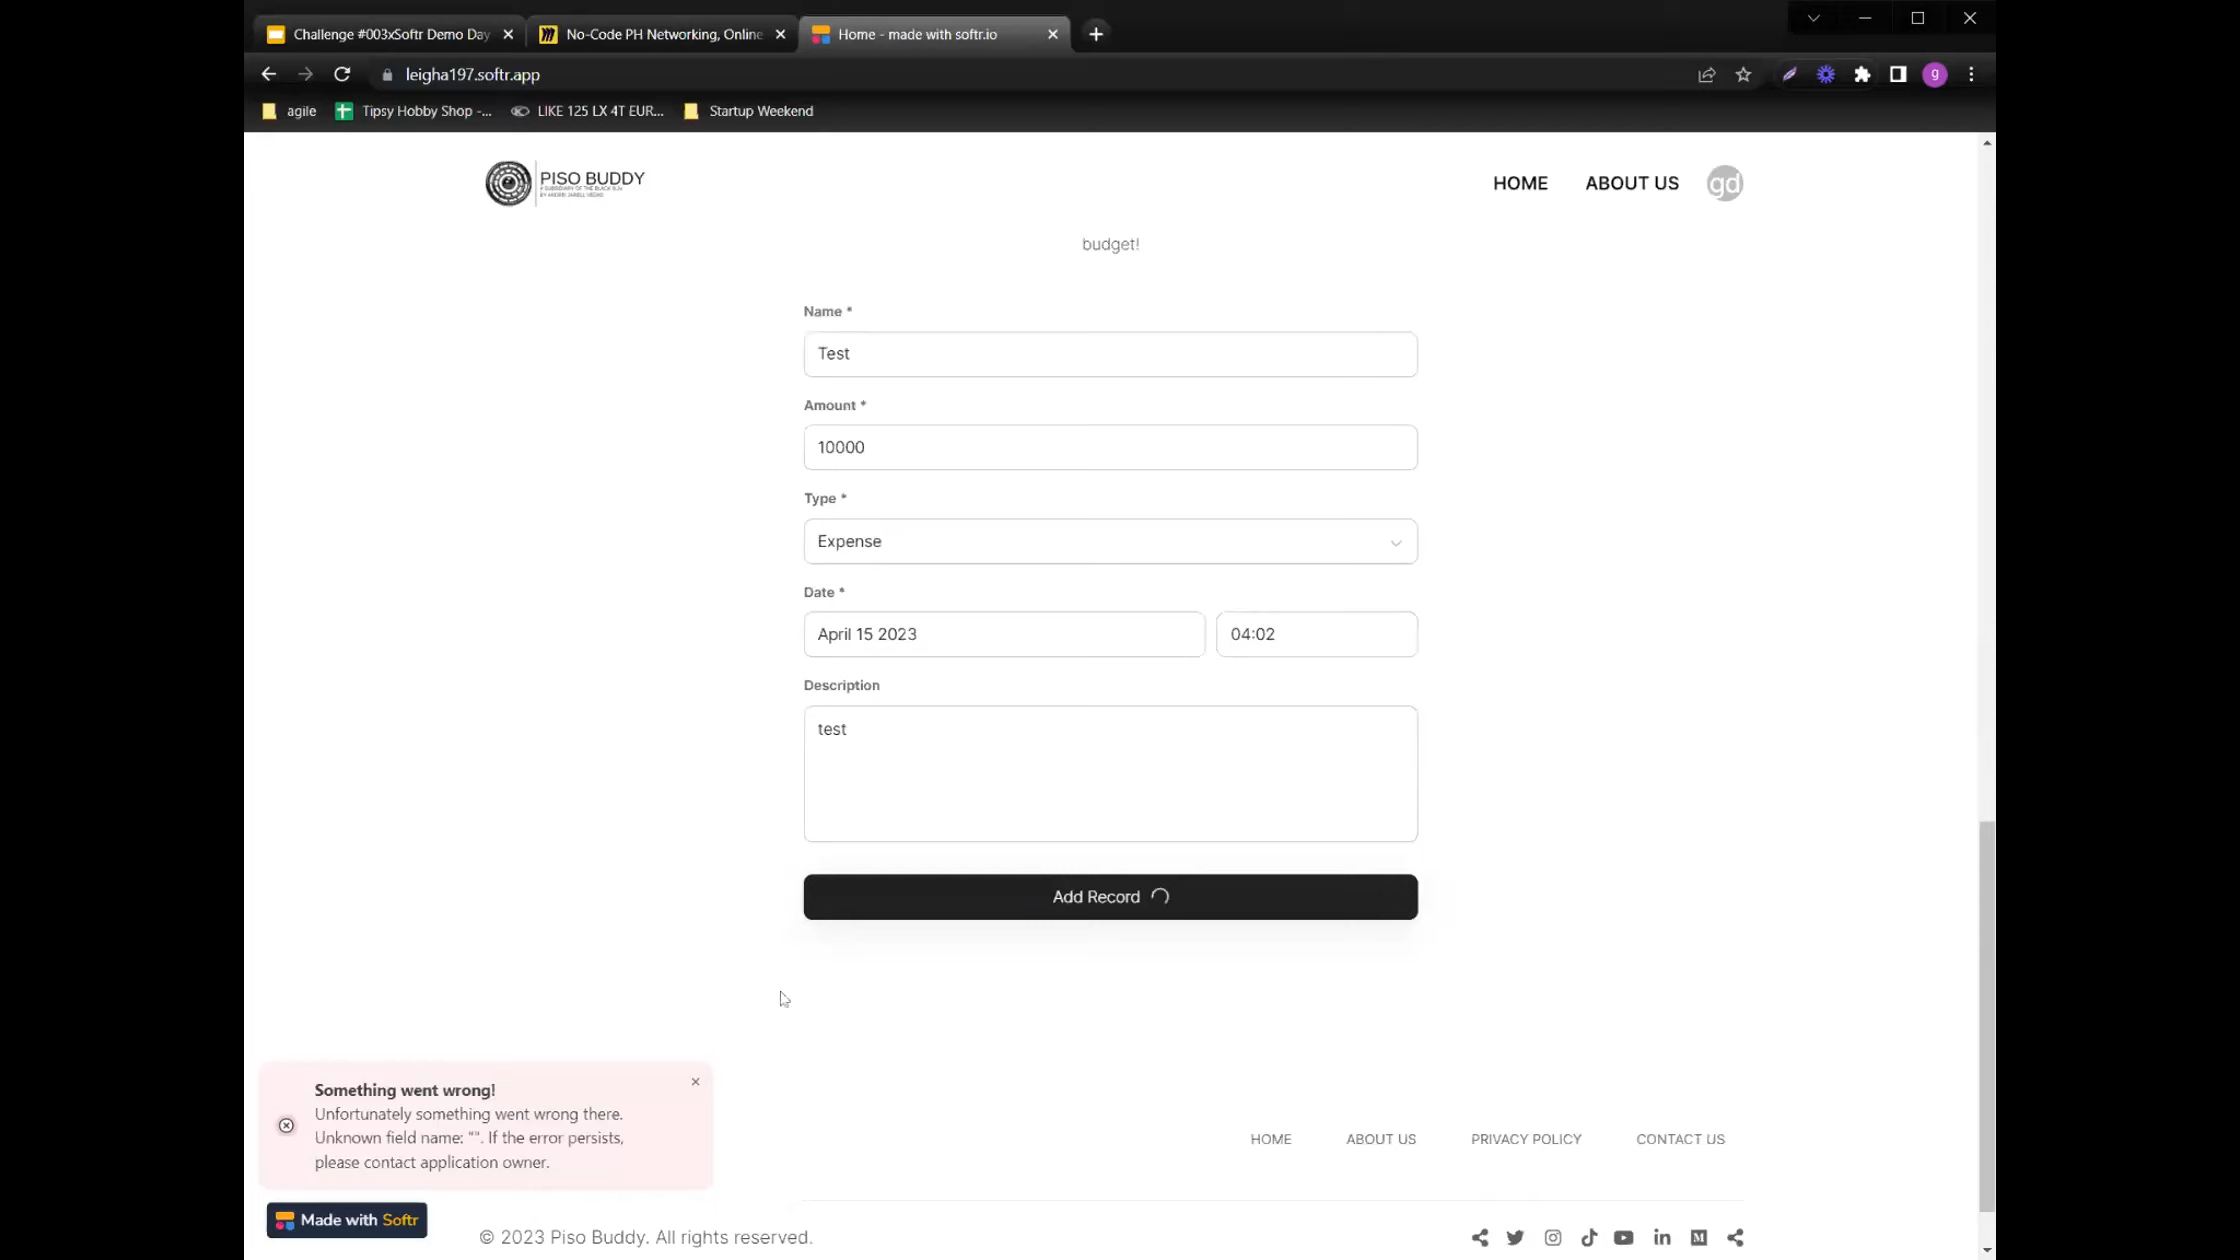 Challenge #003xSoftr Demo Day
No-Code PH Networking, Online
Home - made with softr.io
leigha197.softr.app
g
agile
Tipsy Hobby Shop -...
LIKE 125 LX 4T EUR...
Startup Weekend
PISO BUDDY
HOME
ABOUT US
gd
budget!
Name *
Test
Amount *
10000
Type *
Expense
Date *
April 15 2023
04:02
Description
test
Add Record
Something went wrong!
Unfortunately something went wrong there.
Unknown field name: "". If the error persists,
please contact application owner.
HOME
ABOUT US
PRIVACY POLICY
CONTACT US
Made with Softr
© 2023 Piso Buddy. All rights reserved.